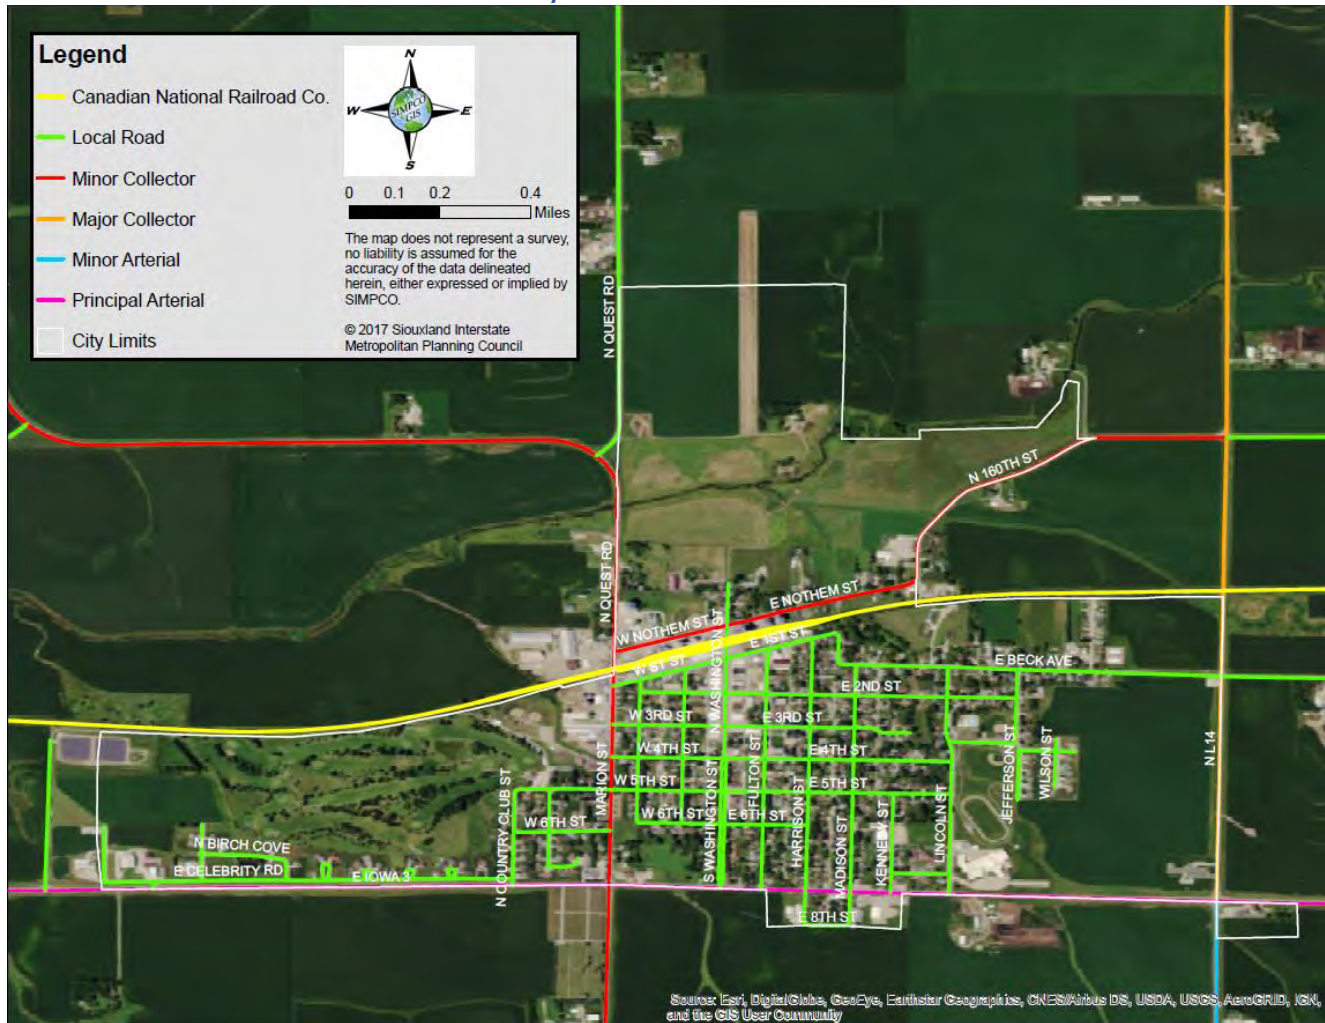 Legend
Canadian National Railroad Co.
Local Road
Minor Collector
Major Collector
Minor Arterial
Principal Arterial
City Limits
N
W
E
S
SIMPCO
GIS
0 0.1 0.2 0.4
Miles
The map does not represent a survey,
no liability is assumed for the
accuracy of the data delineated
herein, either expressed or implied by
SIMPCO.
© 2017 Siouxland Interstate
Metropolitan Planning Council
N QUEST RD
N 160TH ST
N QUEST RD
E NOTHEM ST
W NOTHEM ST
E 1ST ST
W ST ST
N WASHINGTON ST
E BECK AVE
E 2ND ST
W 3RD ST
E 3RD ST
W 4TH ST
E 4TH ST
W 5TH ST
E 5TH ST
W 6TH ST
W 6TH ST
E 6TH ST
MARION ST
N COUNTRY CLUB ST
S WASHINGTON ST
FULTON ST
HARRISON ST
MADISON ST
KENNEDY ST
LINCOLN ST
JEFFERSON ST
WILSON ST
N L14
N BIRCH COVE
E CELEBRITY RD
E IOWA 3
E 8TH ST
Source: Esri, DigitalGlobe, GeoEye, Earthstar Geographics, CNES/Airbus DS, USDA, USGS, AeroGRID, IGN,
and the GIS User Community